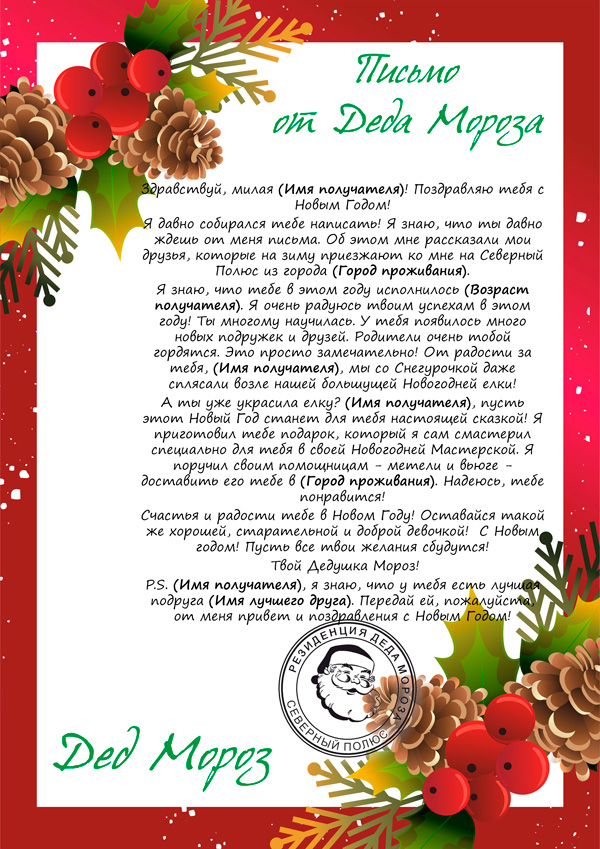 Письмо
от Деда Мороза
Здравствуй, милая (Имя получателя)! Поздравляю тебя с
Новым Годом!
Я давно собирался тебе написать! Я знаю, что ты давно
ждешь от меня письма. Об этом мне рассказали мои
друзья, которые на зиму приезжают ко мне на Северный
Полюс из города (Город проживания).
Я знаю, что тебе в этом году исполнилось (Возраст
получателя). Я очень радуюсь твоим успехам в этом
году! Ты многому научилась. У тебя появилось много
новых подружек и друзей. Родители очень тобой
гордятся. Это просто замечательно! От радости за
тебя, (Имя получателя), мы со Снегурочкой даже
сплясали возле нашей большущей Новогодней елки!
А ты уже украсила елку? (Имя получателя), пусть
этот Новый Год станет для тебя настоящей сказкой! Я
приготовил тебе подарок, который я сам смастерил
специально для тебя в своей Новогодней Мастерской. Я
поручил своим помощницам - метели и вьюге -
доставить его тебе в (Город проживания). Надеюсь, тебе
понравится!
Счастья и радости тебе в Новом Году! Оставайся такой
же хорошей, старательной и доброй девочкой! С Новым
годом! Пусть все твои желания сбудутся!
Твой Дедушка Мороз!
P.S. (Имя получателя), я знаю, что у тебя есть лучшая
подруга (Имя лучшего друга). Передай ей, пожалуйста,
от меня привет и поздравления с Новым Годом!
РЕЗИДЕНЦИЯ ДЕДА МОРОЗА
СЕВЕРНЫЙ ПОЛЮС
Дед Мороз